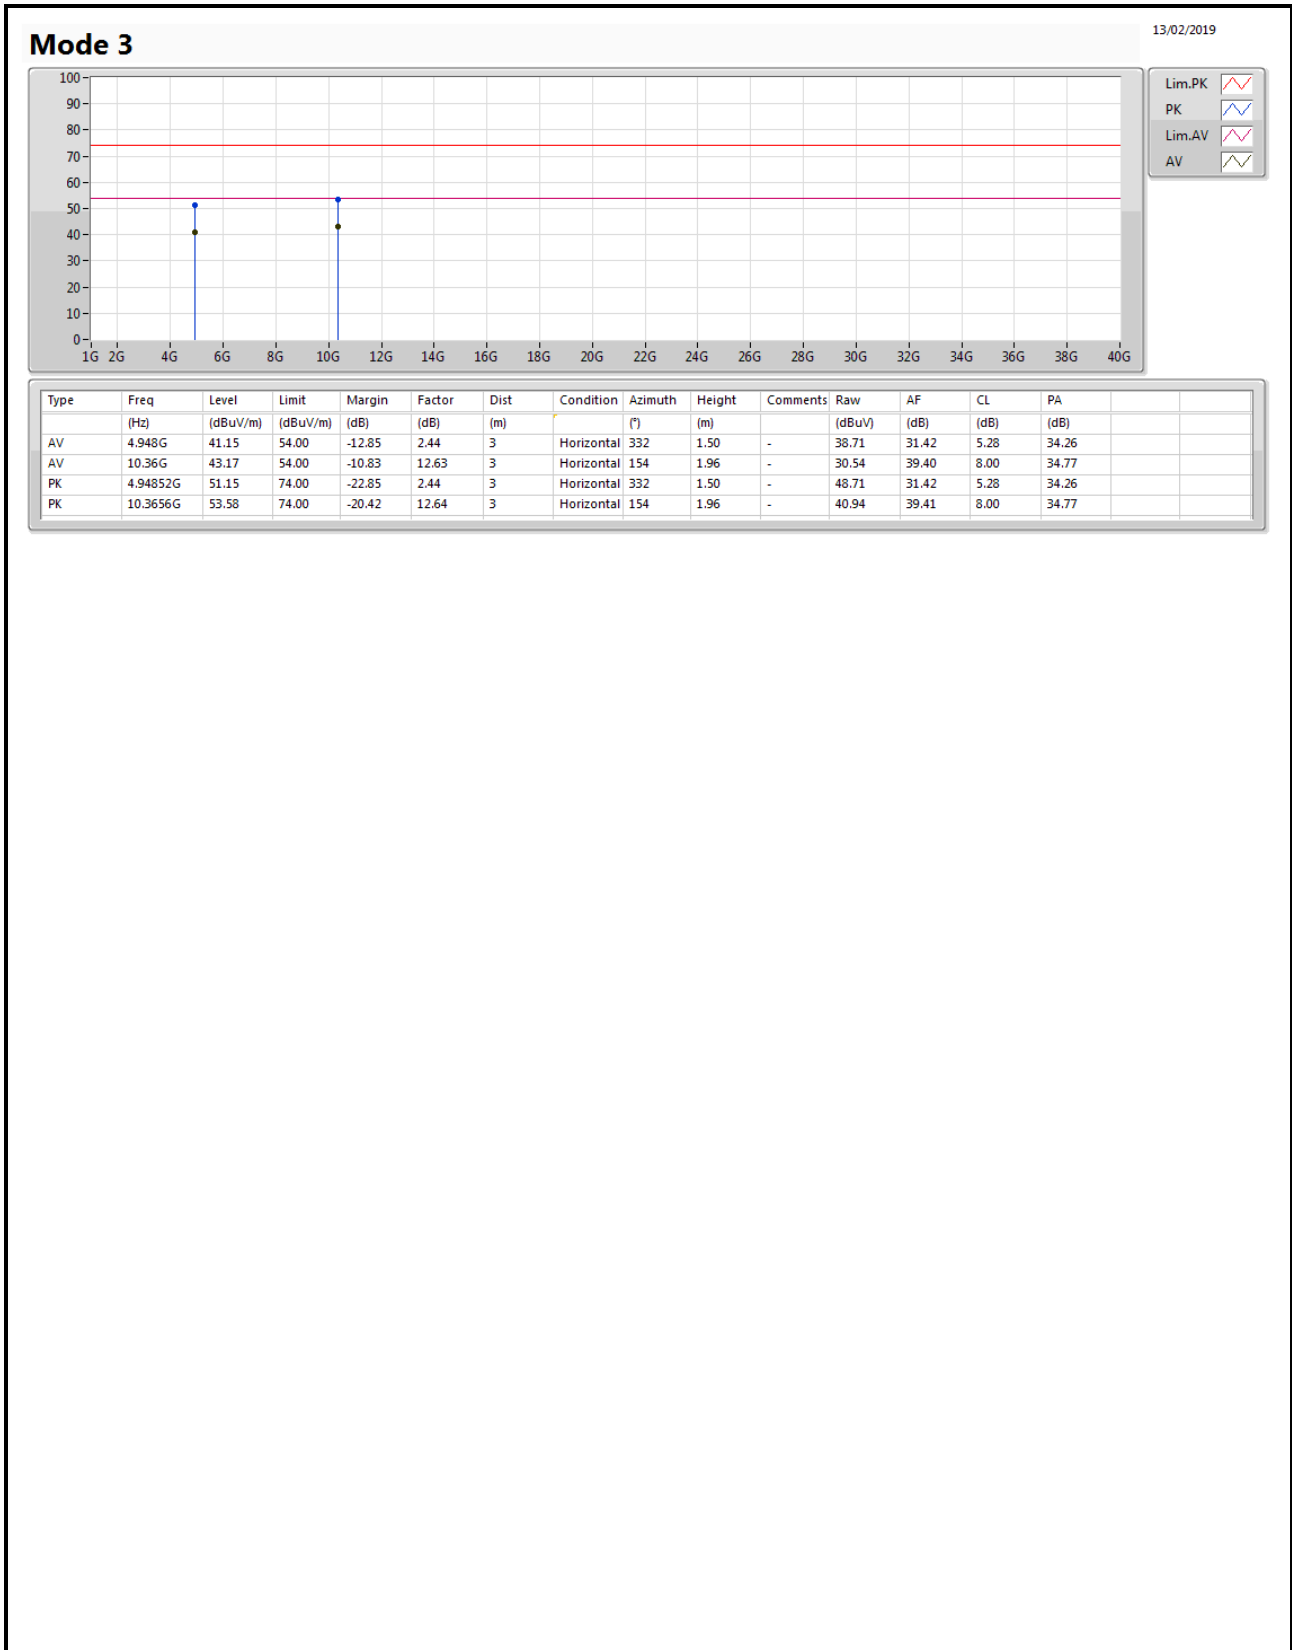 13/02/2019
Mode 3
100
90
80
70
60
50
40
30
20
10
0
1G 2G 4G 6G 8G 10G 12G 14G 16G 18G 20G 22G 24G 26G 28G 30G 32G 34G 36G 38G 40G
Lim.PK
PK
Lim.AV
AV
Type Freq Level Limit Margin Factor Dist Condition Azimuth Height Comments Raw AF CL PA
(Hz) (dBuV/m) (dBuV/m) (dB) (dB) (m) (°) (m) (dBuV) (dB) (dB) (dB)
AV 4.948G 41.15 54.00 -12.85 2.44 3 Horizontal 332 1.50 - 38.71 31.42 5.28 34.26
AV 10.36G 43.17 54.00 -10.83 12.63 3 Horizontal 154 1.96 - 30.54 39.40 8.00 34.77
PK 4.94852G 51.15 74.00 -22.85 2.44 3 Horizontal 332 1.50 - 48.71 31.42 5.28 34.26
PK 10.3656G 53.58 74.00 -20.42 12.64 3 Horizontal 154 1.96 - 40.94 39.41 8.00 34.77